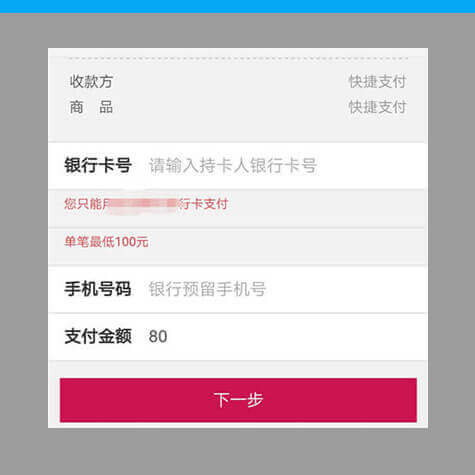 收款方 快捷支付
商 品 快捷支付
银行卡号 请输入持卡人银行卡号
您只能 行卡支付
单笔最低100元
手机号码 银行预留手机号
支付金额 80
下一步